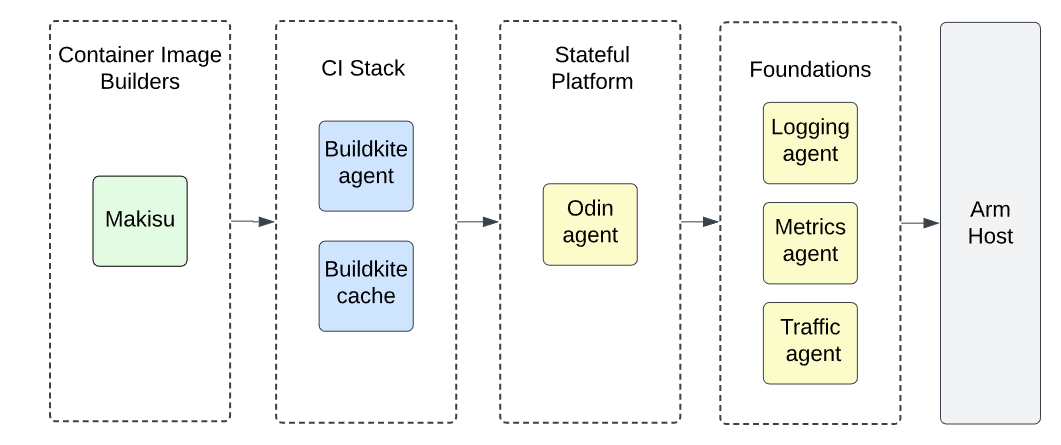 Container Image
Builders
Makisu
CI Stack
Buildkite
agent
Buildkite
cache
Stateful
Platform
Odin
agent
Foundations
Logging
agent
Metrics
agent
Traffic
agent
Arm
Host